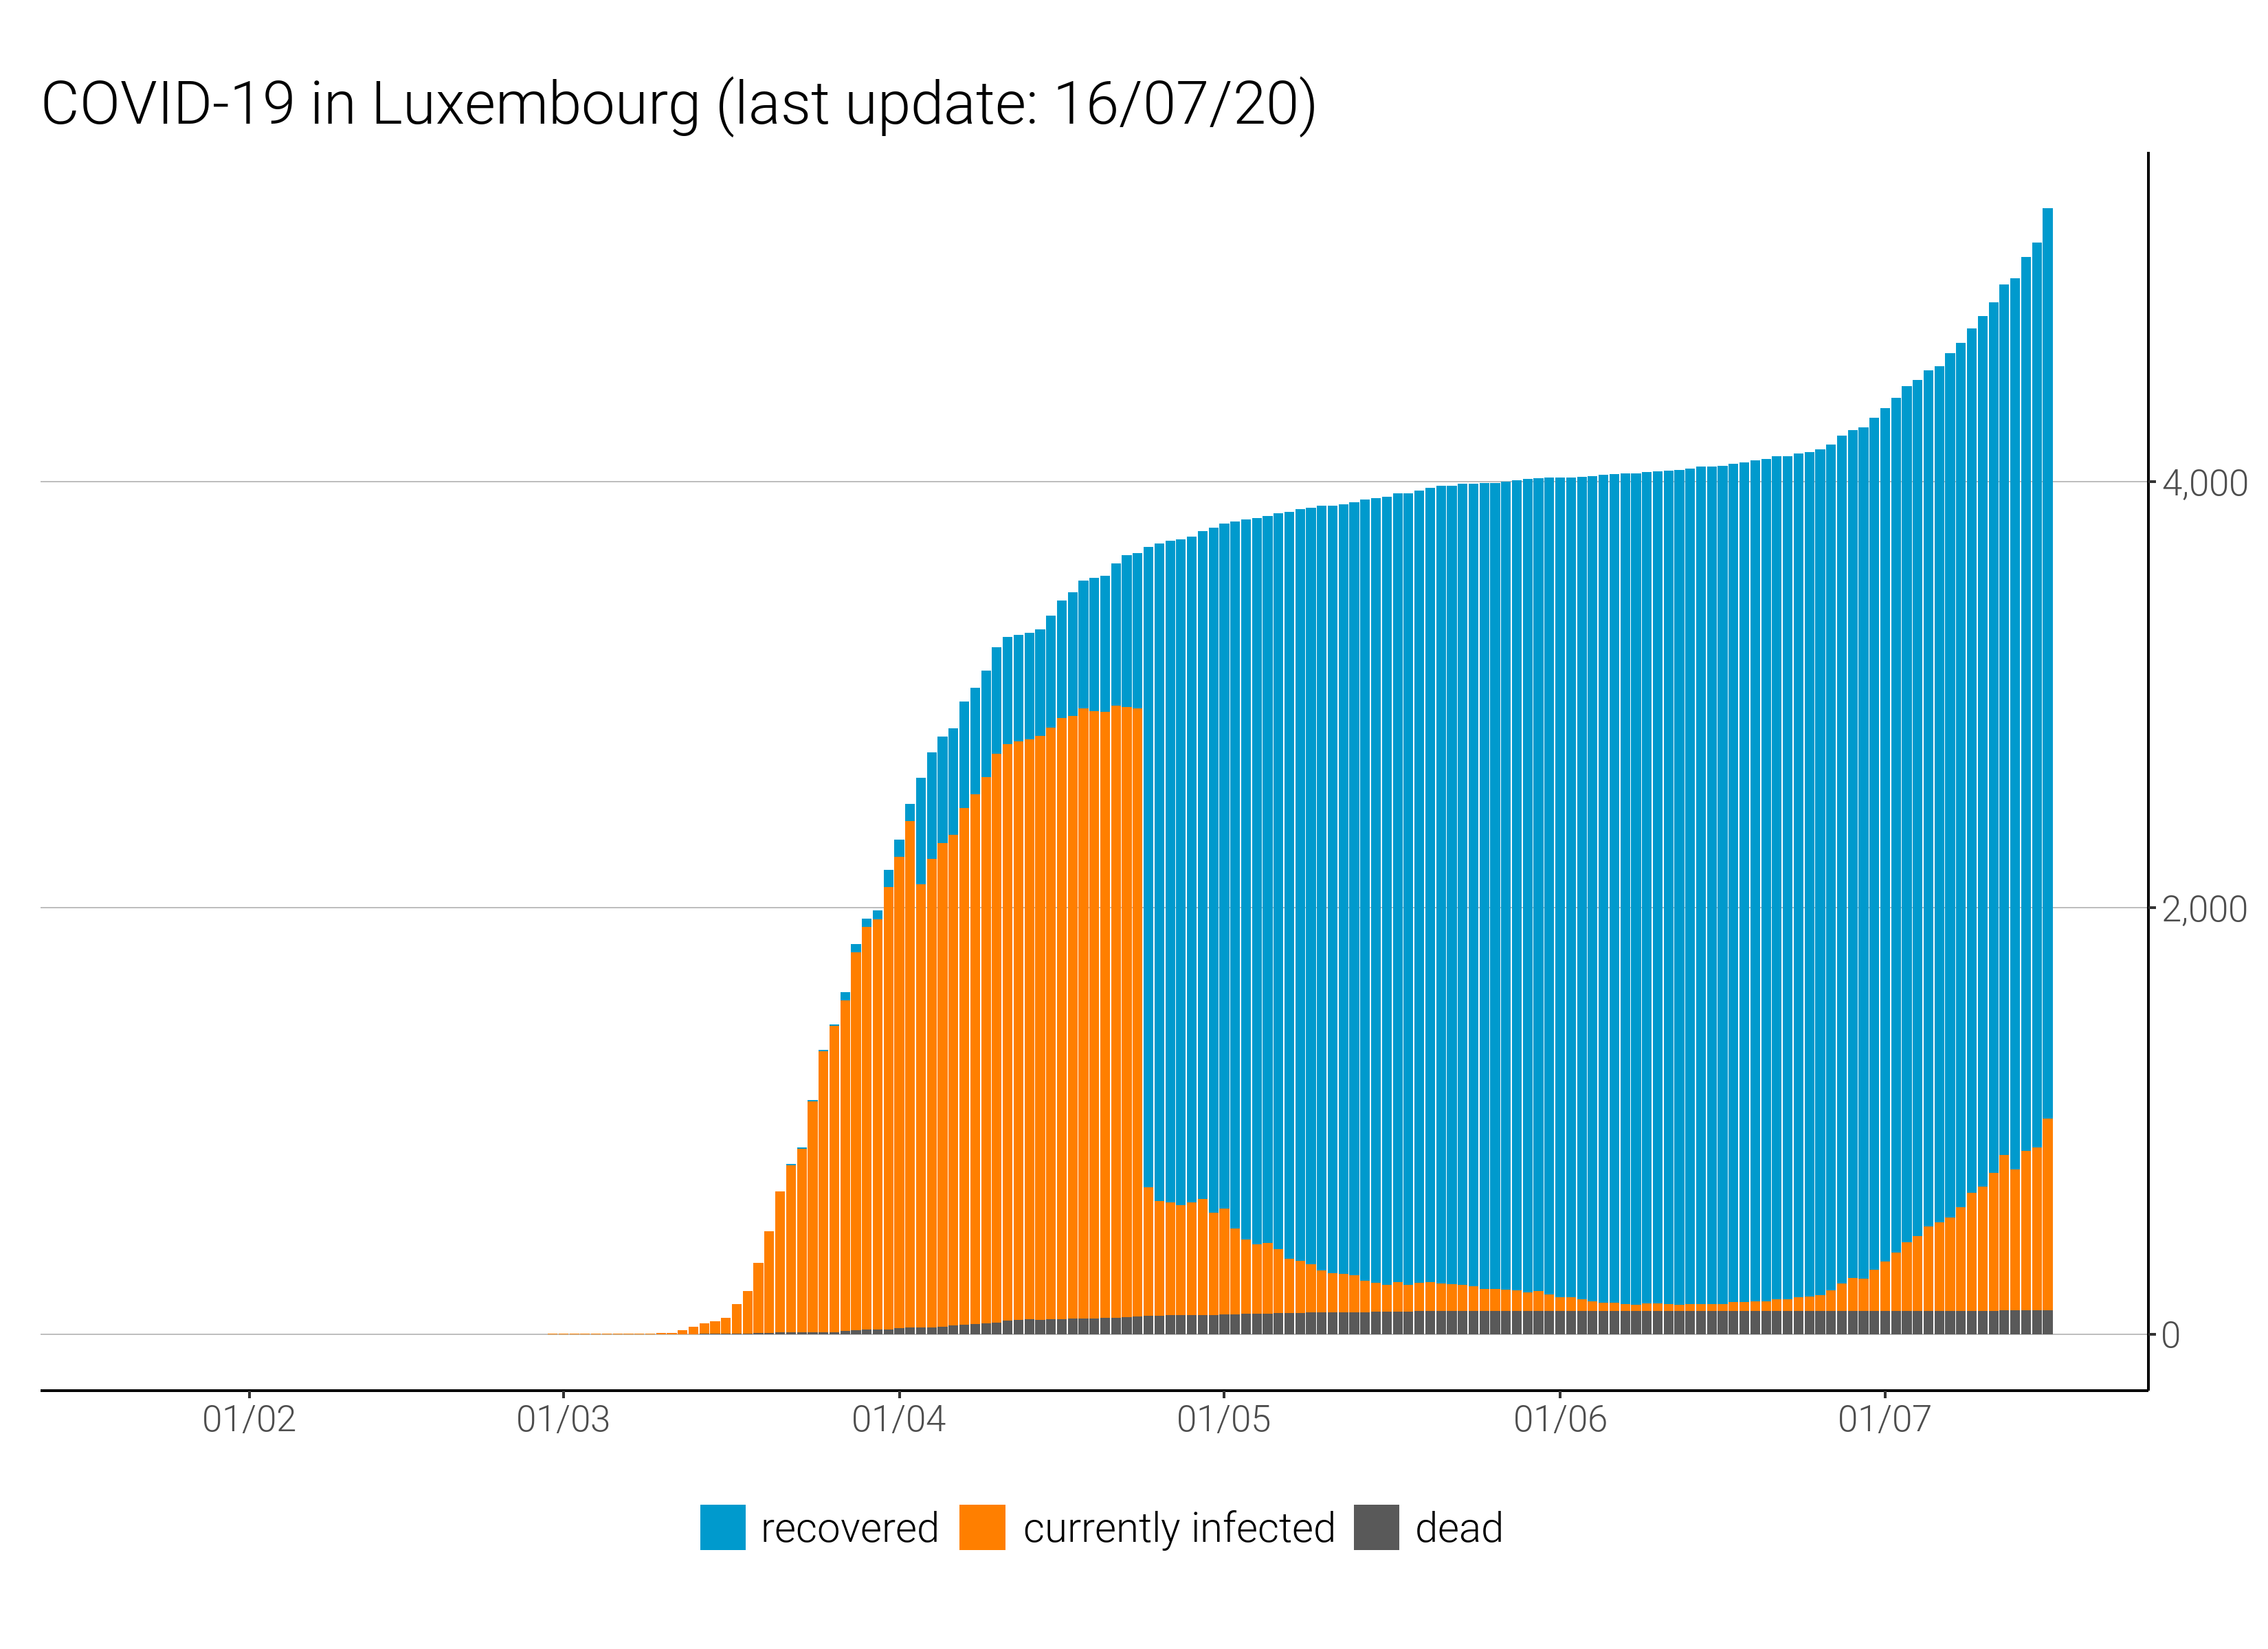 COVID-19 in Luxembourg (last update: 16/07/20)
4,000
2,000
0
01/02 01/03 01/04 01/05 01/06 01/07
recovered currently infected dead